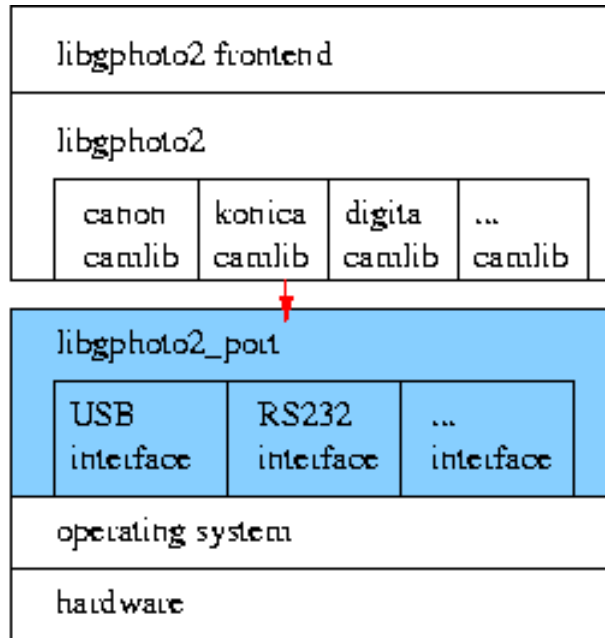 libgphoto2 frontend
libgphoto2
canon konica digita ...
camlib camlib camlib camlib
libgphoto2_port
USB RS232 ...
interface interface interface
operating system
hardware